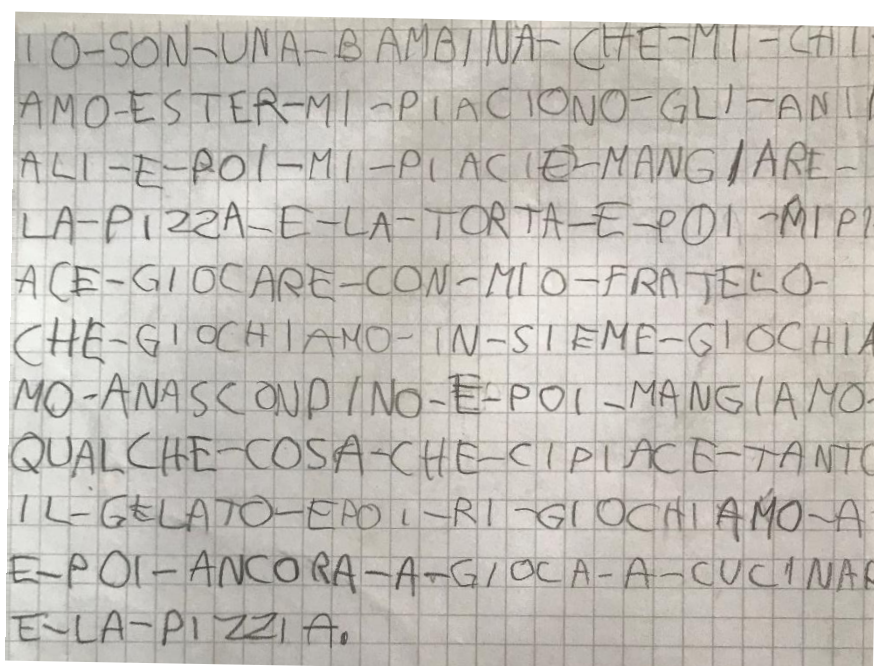 IO-SON-UNA-BAMBINA-CHE-MI-CHI
AMO-ESTER-MI-PIACIONO-GLI-ANI
ALI-E-POI-MI-PIACIE-MANGIARE-
LA-PIZZA-E-LA-TORTA-E-POI-MIPI
ACE-GIOCARE-CON-MIO-FRATELO-
CHE-GIOCHIAMO-IN-SIEME-GIOCHIA
MO-ANASCONDINO-E-POI-MANGIAMO-
QUALCHE-COSA-CHE-CIPIACE-TANTO
IL-GELATO-EPOI-RI-GIOCHIAMO-A
E-POI-ANCORA-A-GIOCA-A-CUCINAR
E-LA-PIZZIA.